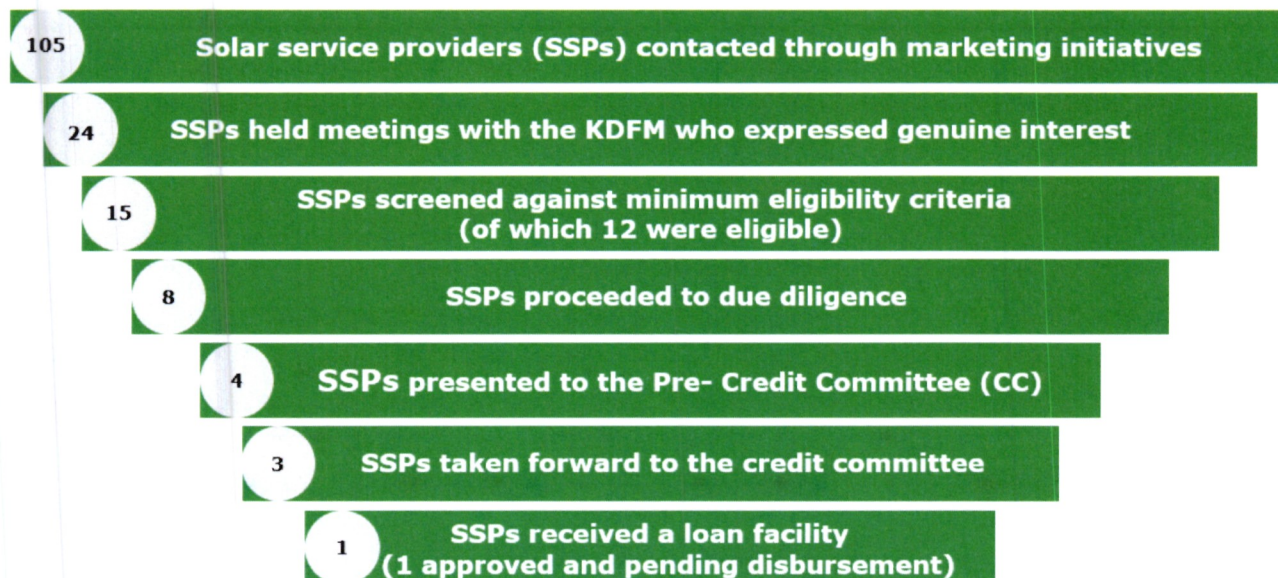 105
Solar service providers (SSPs) contacted through marketing initiatives
24
SSPs held meetings with the KDFM who expressed genuine interest
15
SSPs screened against minimum eligibility criteria
(of which 12 were eligible)
8
SSPs proceeded to due diligence
4
SSPs presented to the Pre- Credit Committee (CC)
3
SSPs taken forward to the credit committee
1
SSPs received a loan facility
(1 approved and pending disbursement)